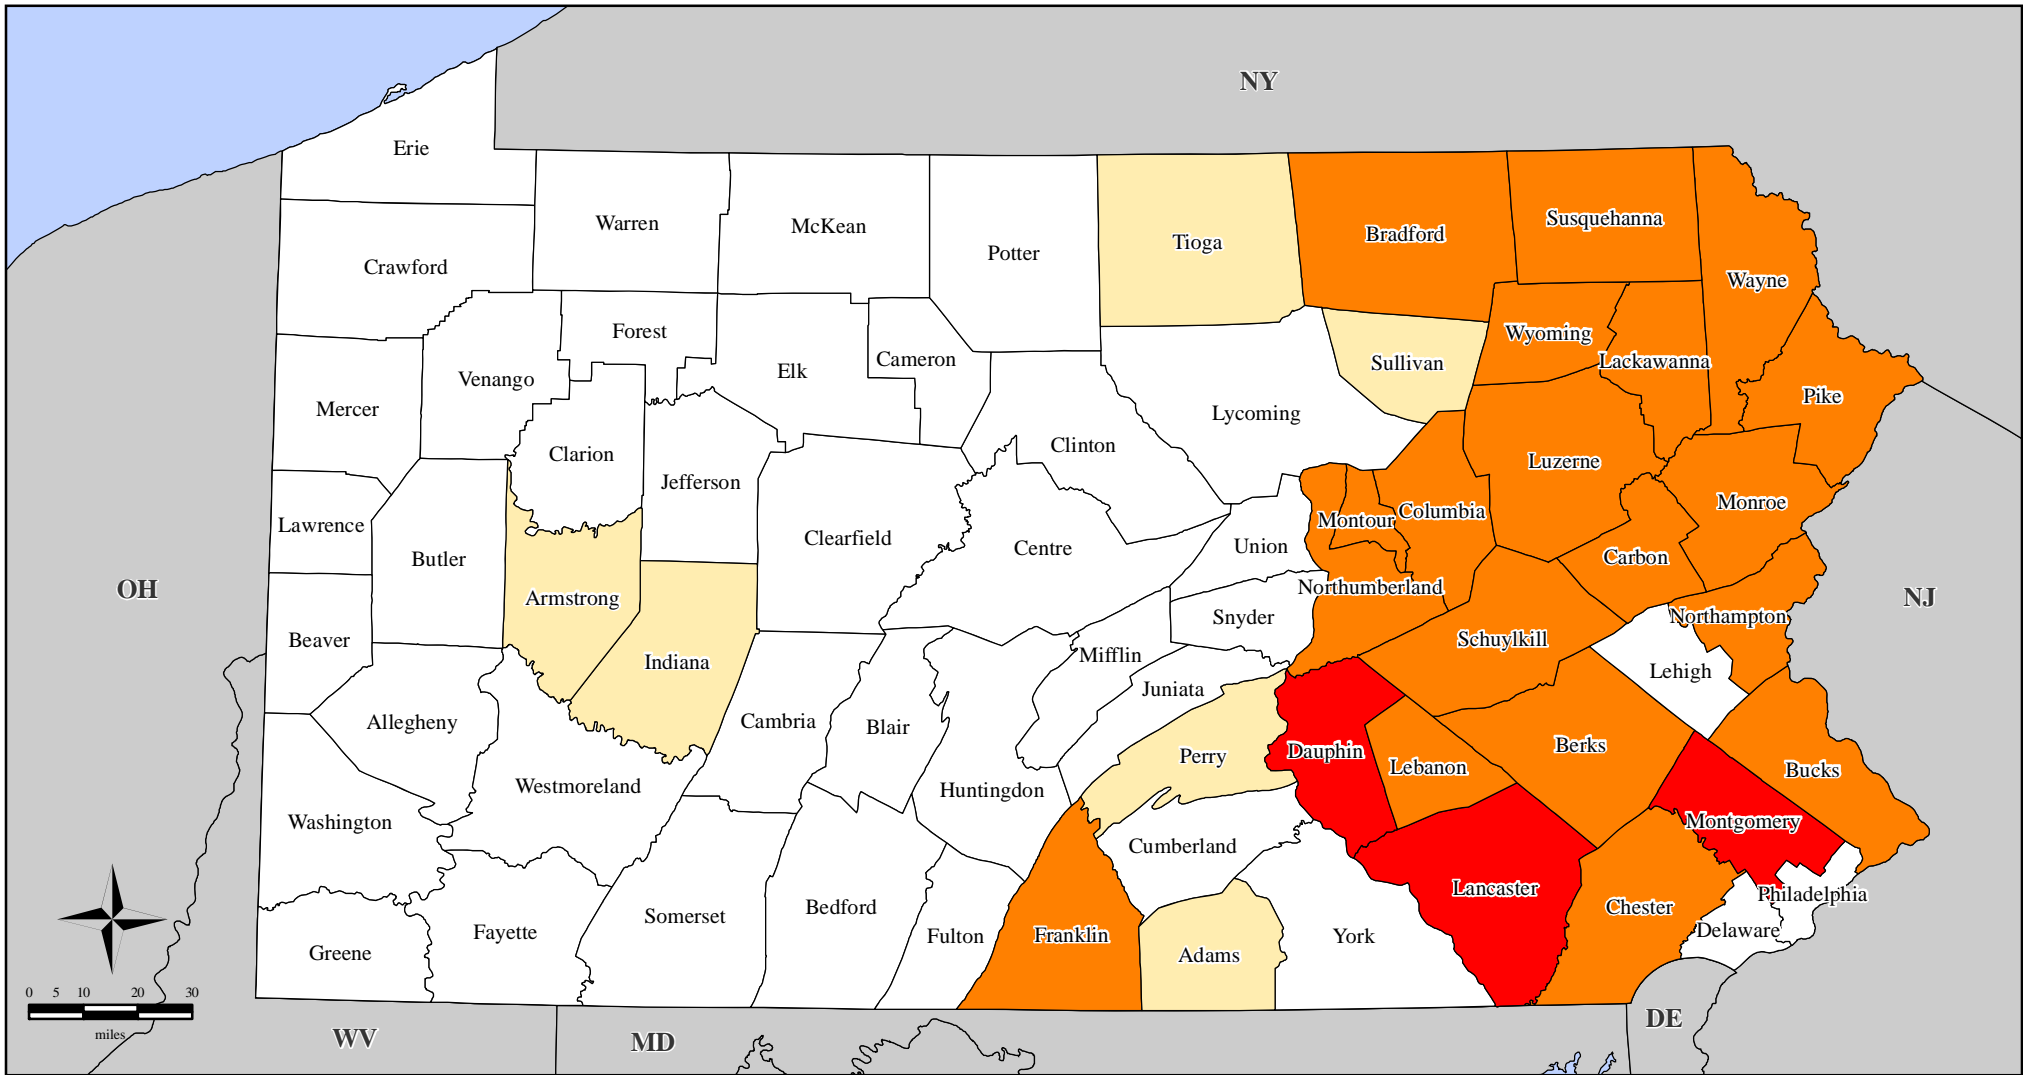 NY
Erie
Warren
McKean
Potter
Tioga
Bradford
Susquehanna
Wayne
Crawford
Forest
Elk
Cameron
Sullivan
Wyoming
Lackawanna
Pike
Mercer
Venango
Clarion
Jefferson
Clinton
Lycoming
Luzerne
Monroe
Lawrence
Butler
Clearfield
Centre
Union
Montour
Columbia
Carbon
OH
Armstrong
Northumberland
Northampton
NJ
Beaver
Indiana
Snyder
Mifflin
Schuylkill
Lehigh
Allegheny
Cambria
Blair
Juniata
Perry
Dauphin
Lebanon
Berks
Bucks
Westmoreland
Huntingdon
Washington
Cumberland
Montgomery
Lancaster
Philadelphia
Greene
Fayette
Somerset
Bedford
Fulton
Franklin
Adams
York
Chester
Delaware
0 5 10 20 30
miles
WV
MD
DE